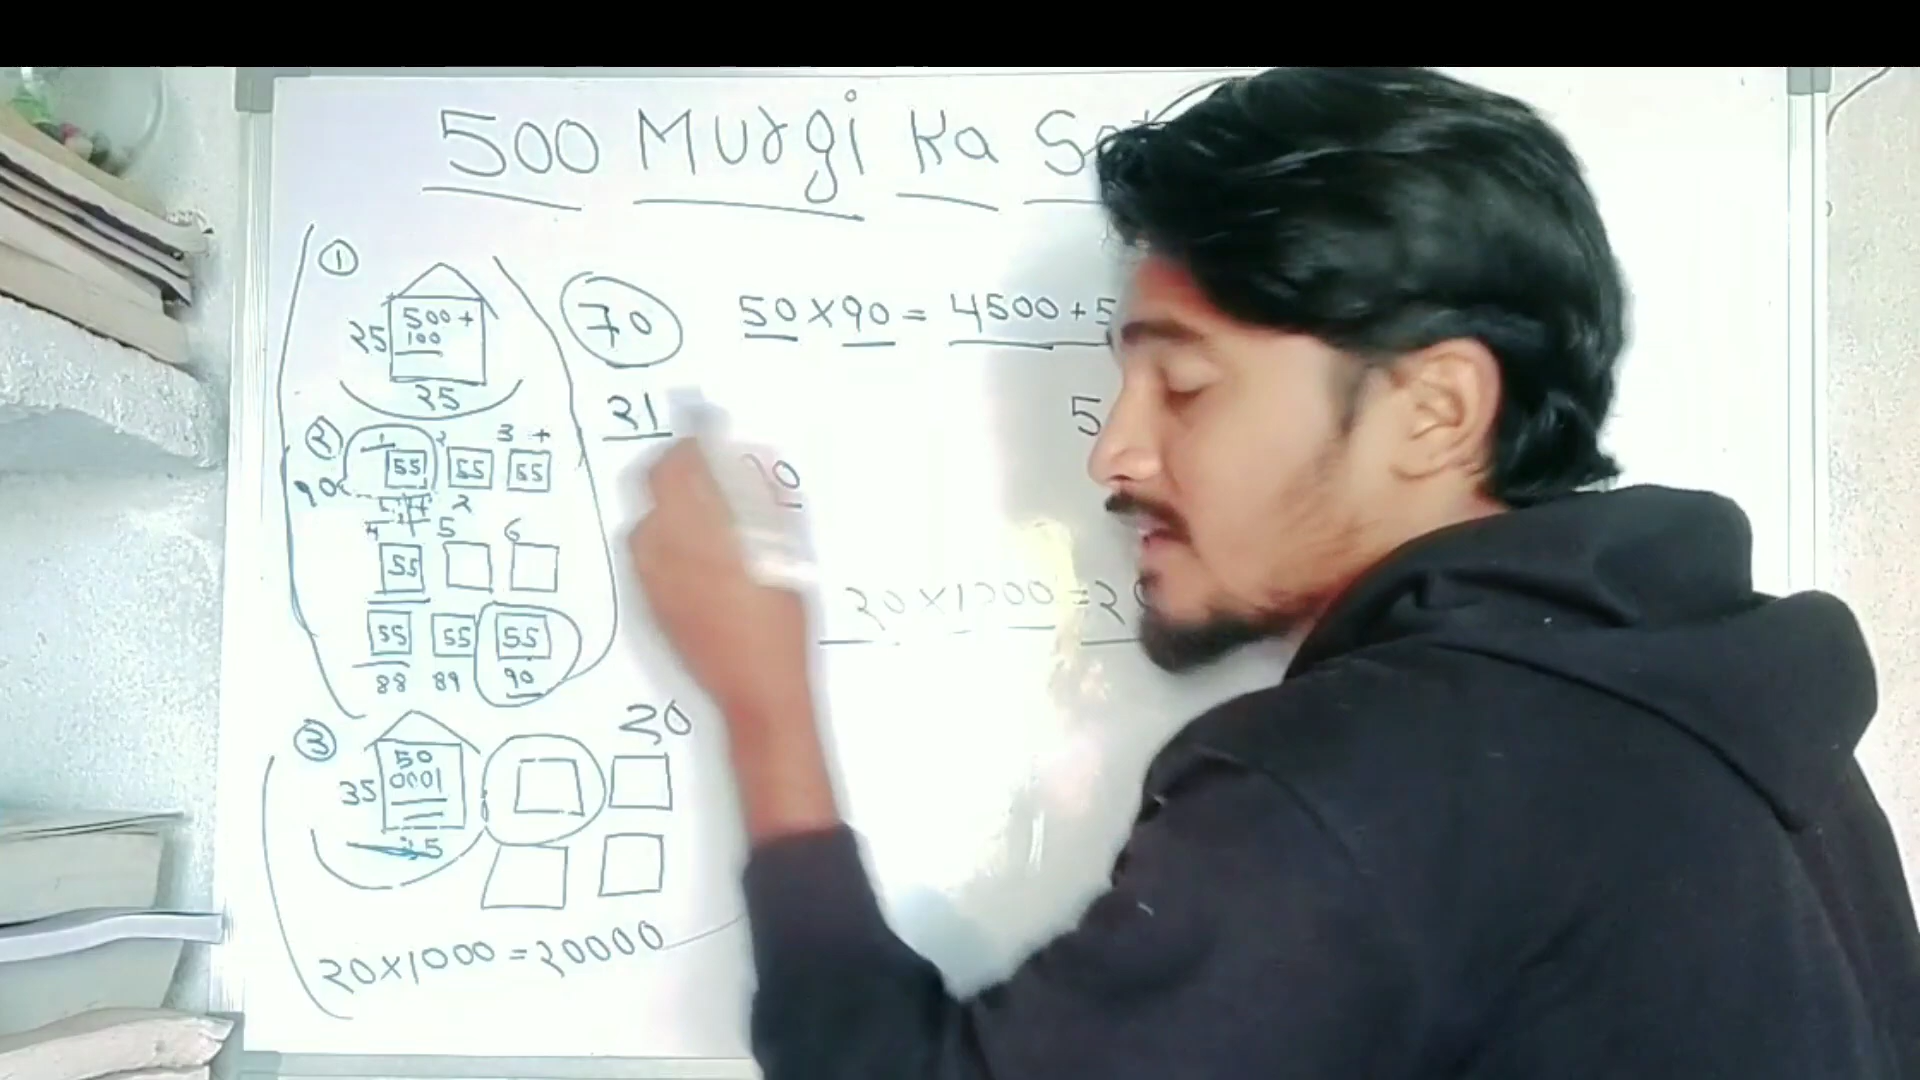 500 Murgi Ka
①
500 +
100
25
25
70
50 x 90 = 4500 + 5
21
5
②
1 2 3 +
55 55 55
90
2
4 5 6
55
20 x 1000 = 20
55 55 55
88 89 90
③
20
50
0001
35
20 x 1000 = 20000